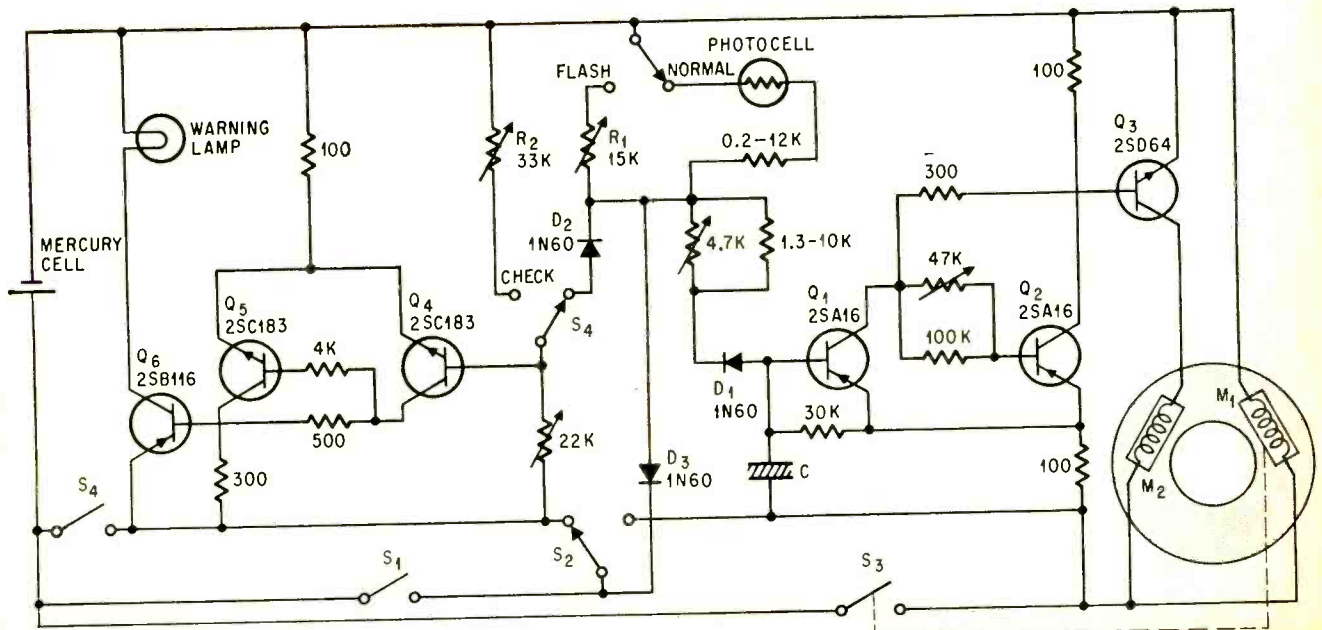 PHOTOCELL
FLASH
NORMAL
100
Q3
2SD64
WARNING
LAMP
100
R2
33K
R1
15K
0.2–12K
300
D2
1N60
4.7K
1.3–10K
MERCURY
CELL
CHECK
47K
Q1
2SA16
Q2
2SA16
Q5
2SC183
Q4
2SC183
S4
100K
Q6
2SB116
4K
D1
1N60
M1
500
30K
22K
D3
1N60
C
100
M2
300
S4
S2
S1
S3